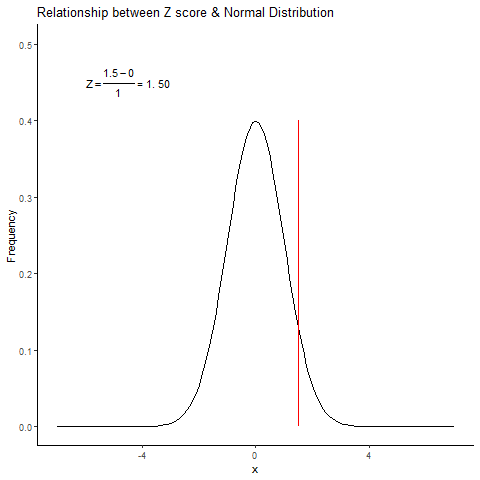 Relationship between Z score & Normal Distribution
0.5
Z = 1.5 − 0 / 1 = 1. 50
0.4
0.3
Frequency
0.2
0.1
0.0
-4 0 4
x